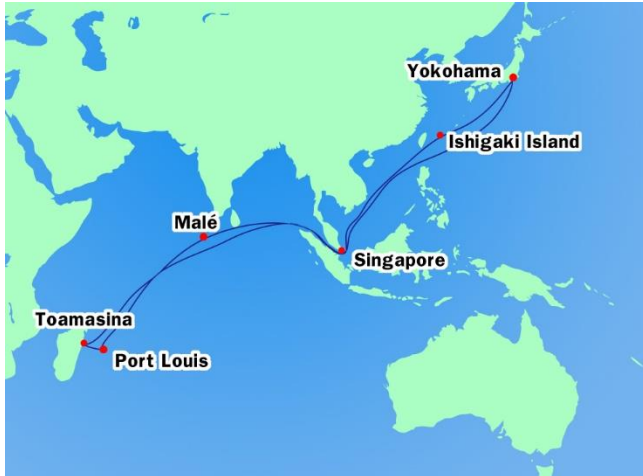 Yokohama
Ishigaki Island
Malé
Singapore
Toamasina
Port Louis